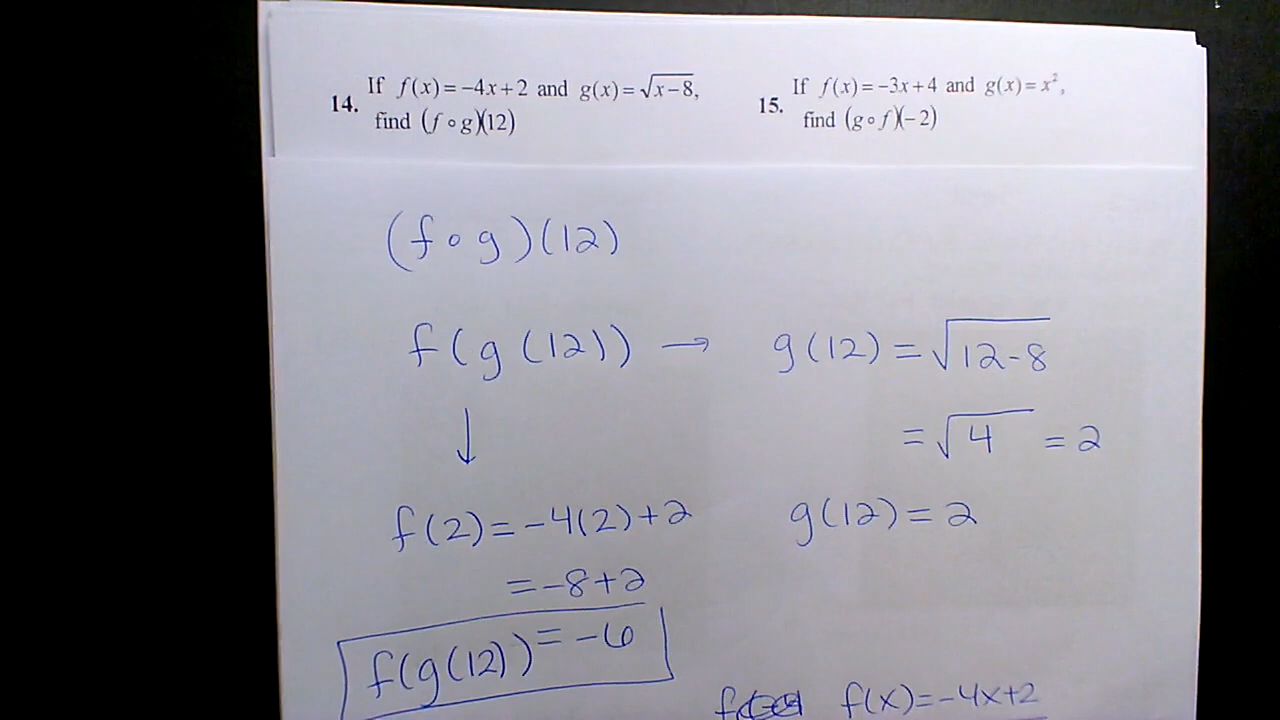 14. If f(x)=-4x+2 and g(x)=√x-8,
find (f∘g)(12)
15. If f(x)=-3x+4 and g(x)=x²,
find (g∘f)(-2)
(f∘g)(12)
f(g(12)) → g(12)=√12-8
=√4 =2
↓
f(2)=-4(2)+2 g(12)=2
=-8+2
f(g(12))=-6
f f(x)=-4x+2